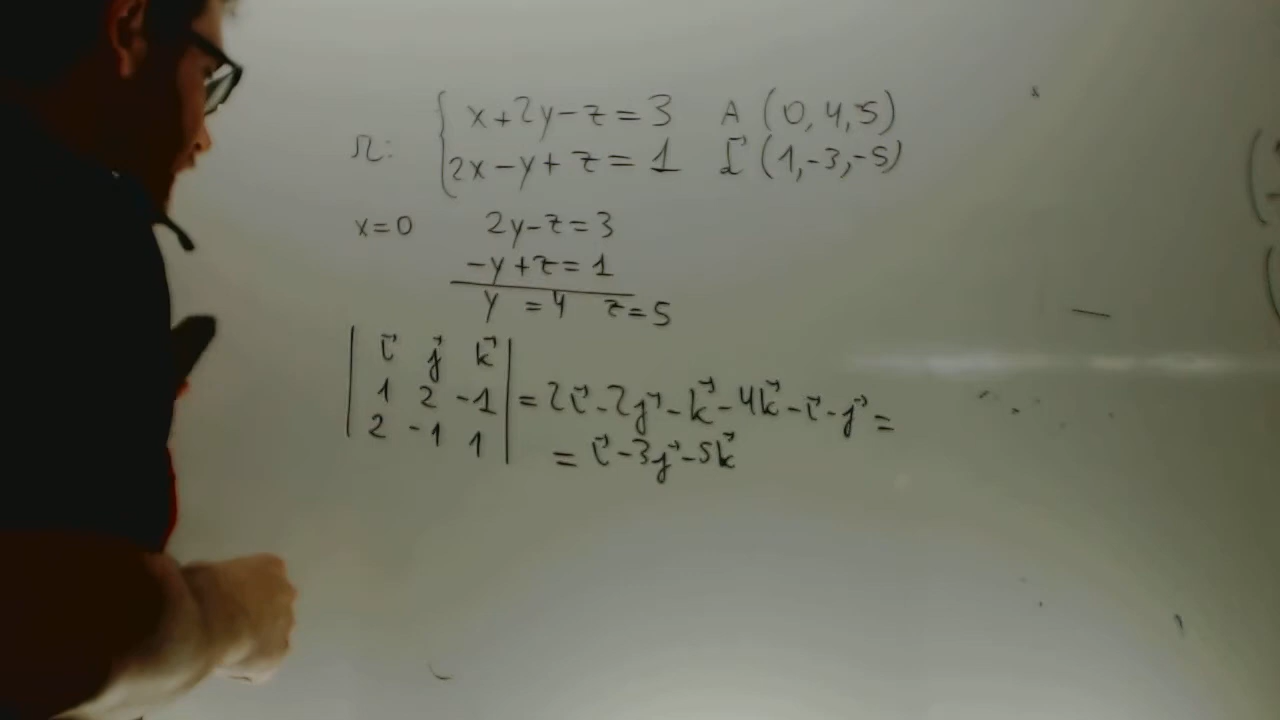 r: { x+2y-z=3 A (0,4,5)
2x-y+z=1 d⃗ (1,-3,-5)
x=0 2y-z=3
-y+z=1
y =4 z=5
| i⃗ j⃗ k⃗ |
| 1 2 -1 | = 2i⃗-2j⃗-k⃗-4k⃗-i⃗-j⃗=
| 2 -1 1 |
= i⃗-3j⃗-5k⃗